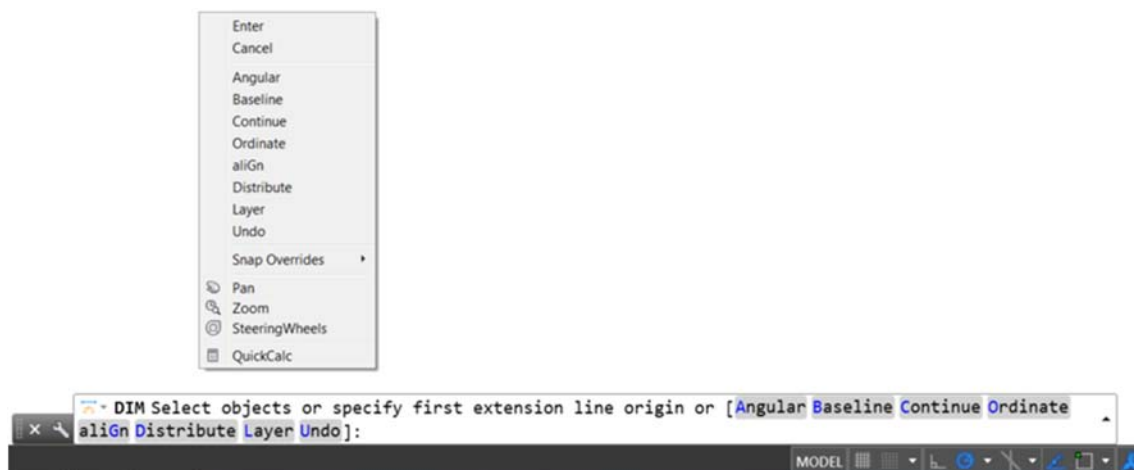 Enter
Cancel
Angular
Baseline
Continue
Ordinate
aliGn
Distribute
Layer
Undo
Snap Overrides
Pan
Zoom
SteeringWheels
QuickCalc
DIM Select objects or specify first extension line origin or [Angular Baseline Continue Ordinate
aliGn Distribute Layer Undo]:
MODEL